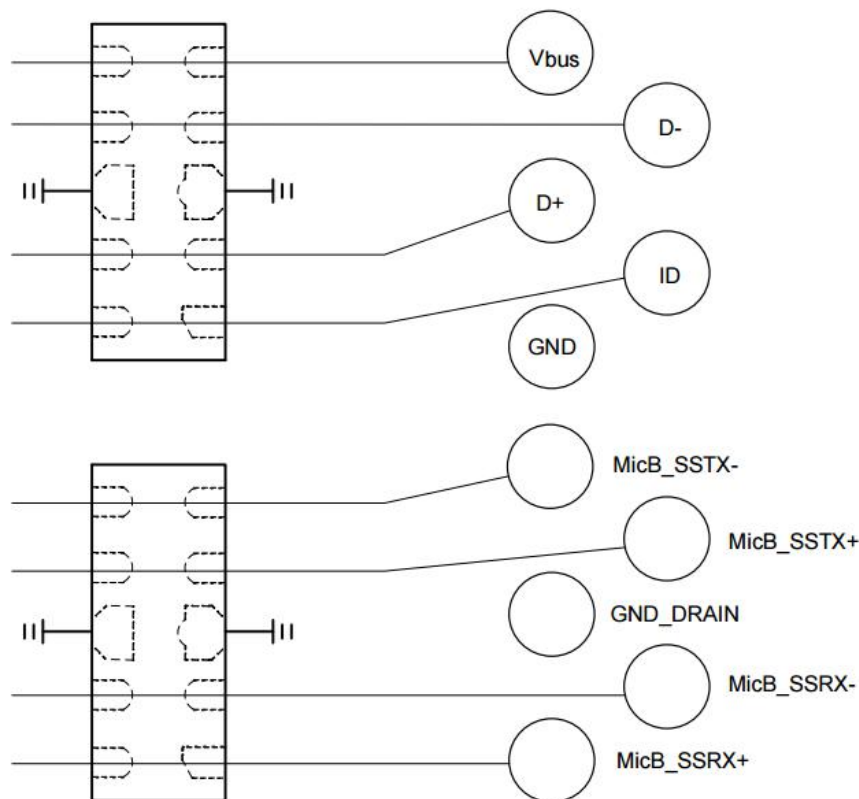 Vbus
D-
D+
ID
GND
MicB_SSTX-
MicB_SSTX+
GND_DRAIN
MicB_SSRX-
MicB_SSRX+